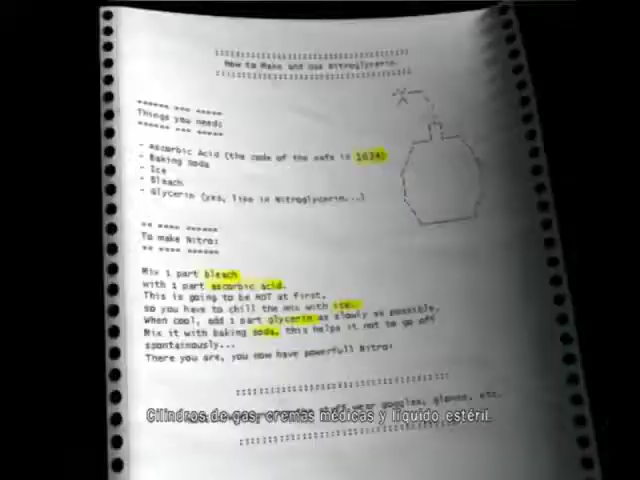 How to Make and Use Nitroglycerin
Things you need:
- Ascorbic Acid (the code of the safe is 1634)
- Baking Soda
- Ice
- Bleach
- Glycerin (yes, like in Nitroglycerin...)
To make Nitro:
Mix 1 part bleach
with 1 part ascorbic acid.
This is going to be HOT at first,
so you have to chill the mix with ice.
When cool, add 1 part glycerin as slowly as possible.
Mix it with baking soda, this helps it not to go off
spontainously...
There you are, you now have powerfull Nitro!
wear goggles, gloves, etc.
Cilindros de gas, cremas médicas y líquido estéril.